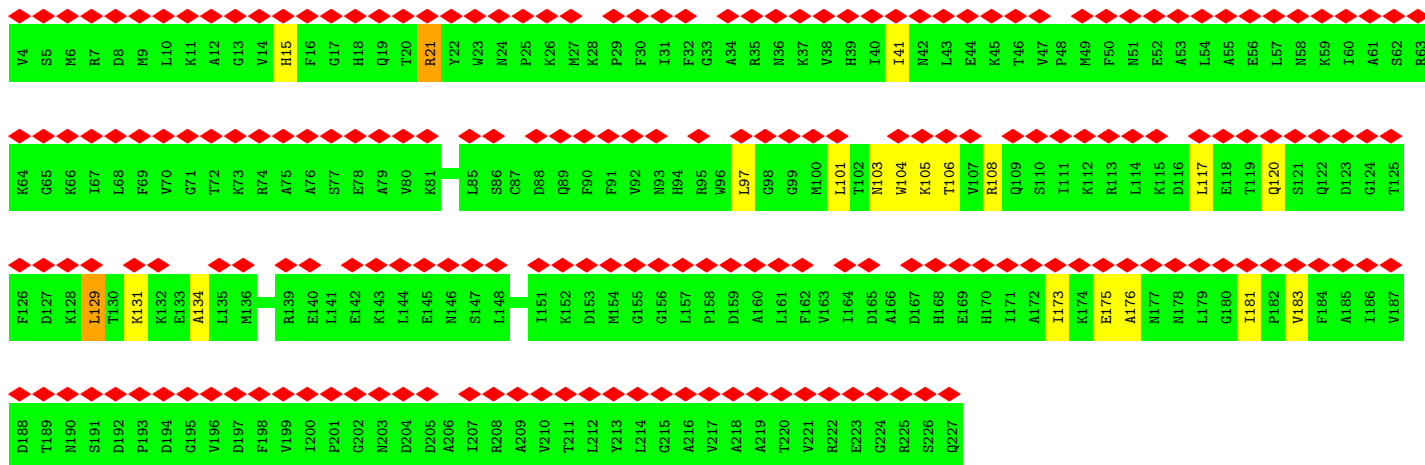 V4 S5 M6 R7 D8 M9 L10 K11 A12 G13 V14 H15 F16 G17 H18 Q19 T20 R21 Y22 W23 N24 P25 K26 M27 K28 P29 F30 I31 F32 G33 A34 R35 N36 K37 V38 H39 I40 I41 N42 L43 E44 K45 T46 V47 P48 M49 F50 N51 E52 A53 L54 A55 E56 L57 N58 K59 I60 A61 S62 R63
K64 G65 K66 I67 L68 F69 V70 G71 T72 K73 R74 A75 A76 S77 E78 A79 V80 K81 L85 S86 C87 D88 Q89 F90 F91 V92 N93 H94 R95 W96 L97 G98 G99 M100 L101 T102 N103 W104 K105 T106 V107 R108 Q109 S110 I111 K112 R113 L114 K115 D116 L117 E118 T119 Q120 S121 Q122 D123 G124 T125
F126 D127 K128 L129 T130 K131 K132 E133 A134 L135 M136 R139 E140 L141 E142 K143 L144 E145 N146 S147 L148 I151 K152 D153 M154 G155 G156 L157 P158 D159 A160 L161 F162 V163 I164 D165 A166 D167 H168 E169 H170 I171 A172 I173 K174 E175 A176 N177 N178 L179 G180 I181 P182 V183 F184 A185 I186 V187
D188 T189 N190 S191 D192 P193 D194 G195 V196 D197 F198 V199 I200 P201 G202 N203 D204 D205 A206 I207 R208 A209 V210 T211 L212 Y213 L214 G215 A216 V217 A218 A219 T220 V221 R222 E223 G224 R225 S226 Q227